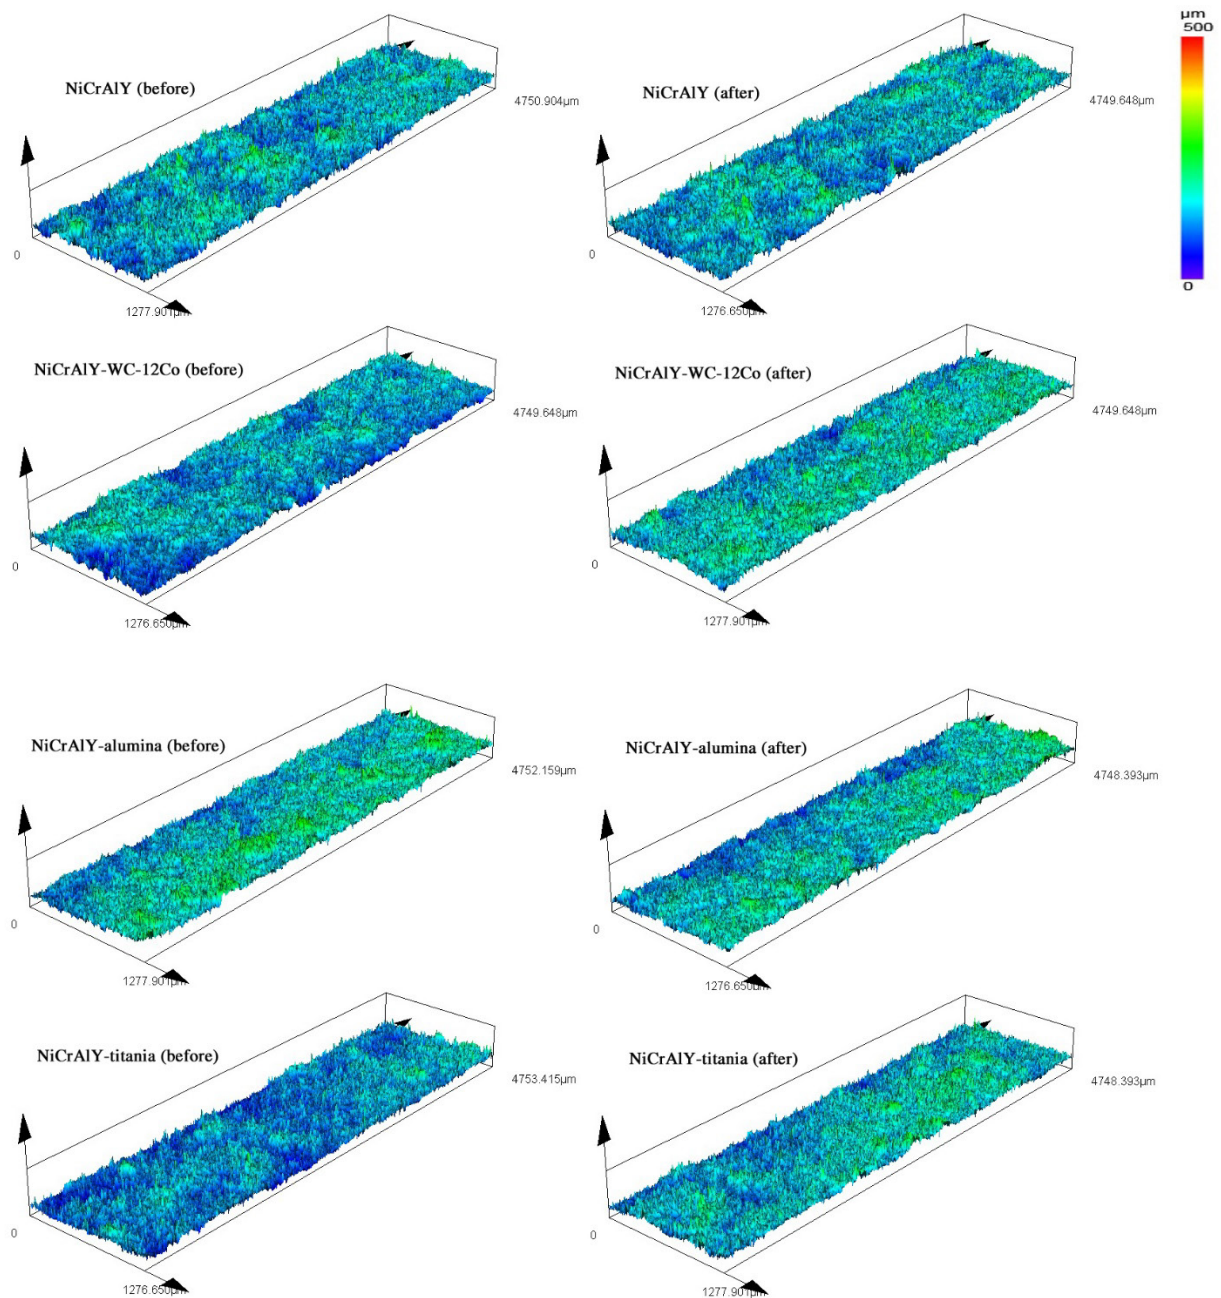 µm
500
0
NiCrAlY (before)
4750.904µm
0
1277.901µm
NiCrAlY (after)
4749.648µm
0
1276.650µm
NiCrAlY-WC-12Co (before)
4749.648µm
0
1276.650µm
NiCrAlY-WC-12Co (after)
4749.648µm
0
1277.901µm
NiCrAlY-alumina (before)
4752.159µm
0
1277.901µm
NiCrAlY-alumina (after)
4748.393µm
0
1276.650µm
NiCrAlY-titania (before)
4753.415µm
0
1276.650µm
NiCrAlY-titania (after)
4748.393µm
0
1277.901µm